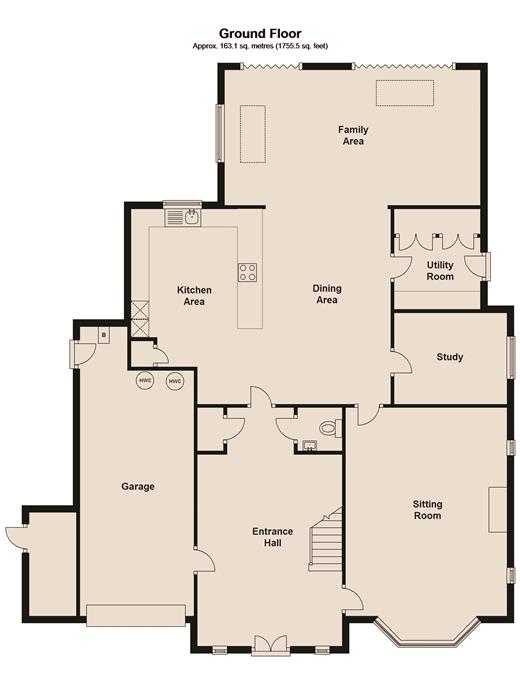 Ground Floor
Approx. 163.1 sq. metres (1755.5 sq. feet)
Family
Area
Kitchen
Area
Dining
Area
Utility
Room
Study
B
HWC
HWC
Garage
Sitting
Room
Entrance
Hall